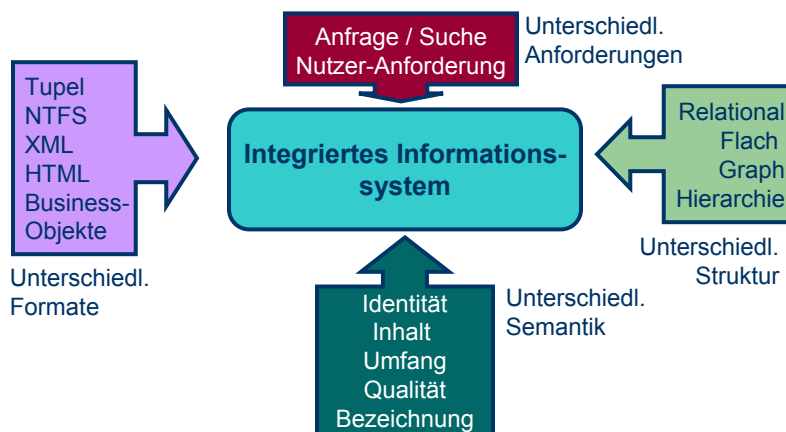 Anfrage / Suche
Nutzer-Anforderung
Unterschiedl.
Anforderungen
Tupel
NTFS
XML
HTML
Business-
Objekte
Unterschiedl.
Formate
Integriertes Informations-
system
Relational
Flach
Graph
Hierarchie
Unterschiedl.
Struktur
Identität
Inhalt
Umfang
Qualität
Bezeichnung
Unterschiedl.
Semantik